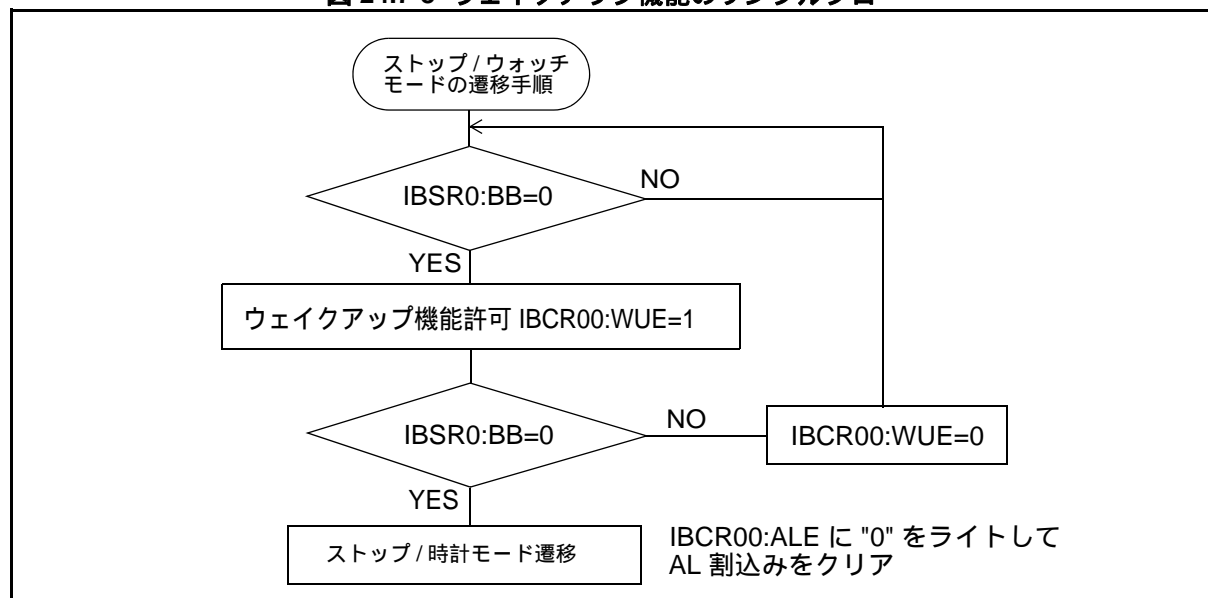 ストップ / ウォッチ
モードの遷移手順
IBSR0:BB=0
NO
YES
ウェイクアップ機能許可 IBCR00:WUE=1
IBSR0:BB=0
NO
IBCR00:WUE=0
YES
ストップ / 時計モード遷移
IBCR00:ALE に "0" をライトして
AL 割込みをクリア